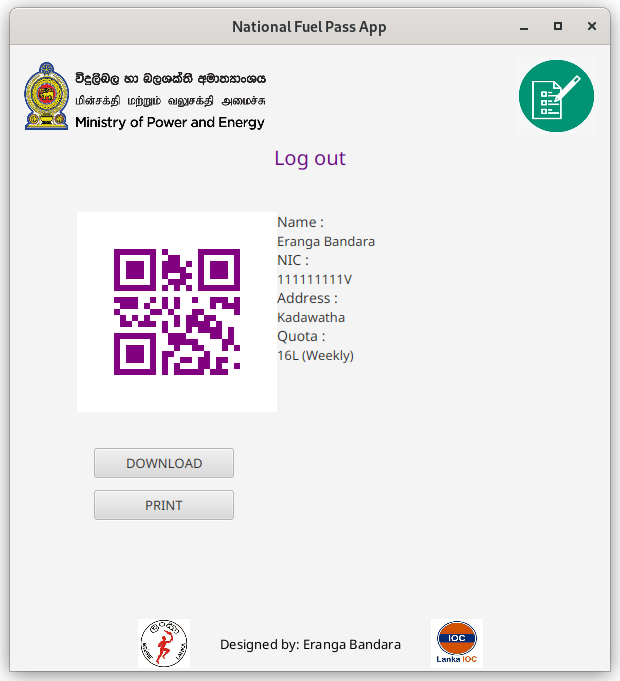 National Fuel Pass App
විදුලිබල හා බලශක්ති අමාත්‍යාංශය
மின்சக்தி மற்றும் வலுசக்தி அமைச்சு
Ministry of Power and Energy
Log out
Name :
Eranga Bandara
NIC :
111111111V
Address :
Kadawatha
Quota :
16L (Weekly)
DOWNLOAD
PRINT
Designed by: Eranga Bandara
IOC
Lanka IOC